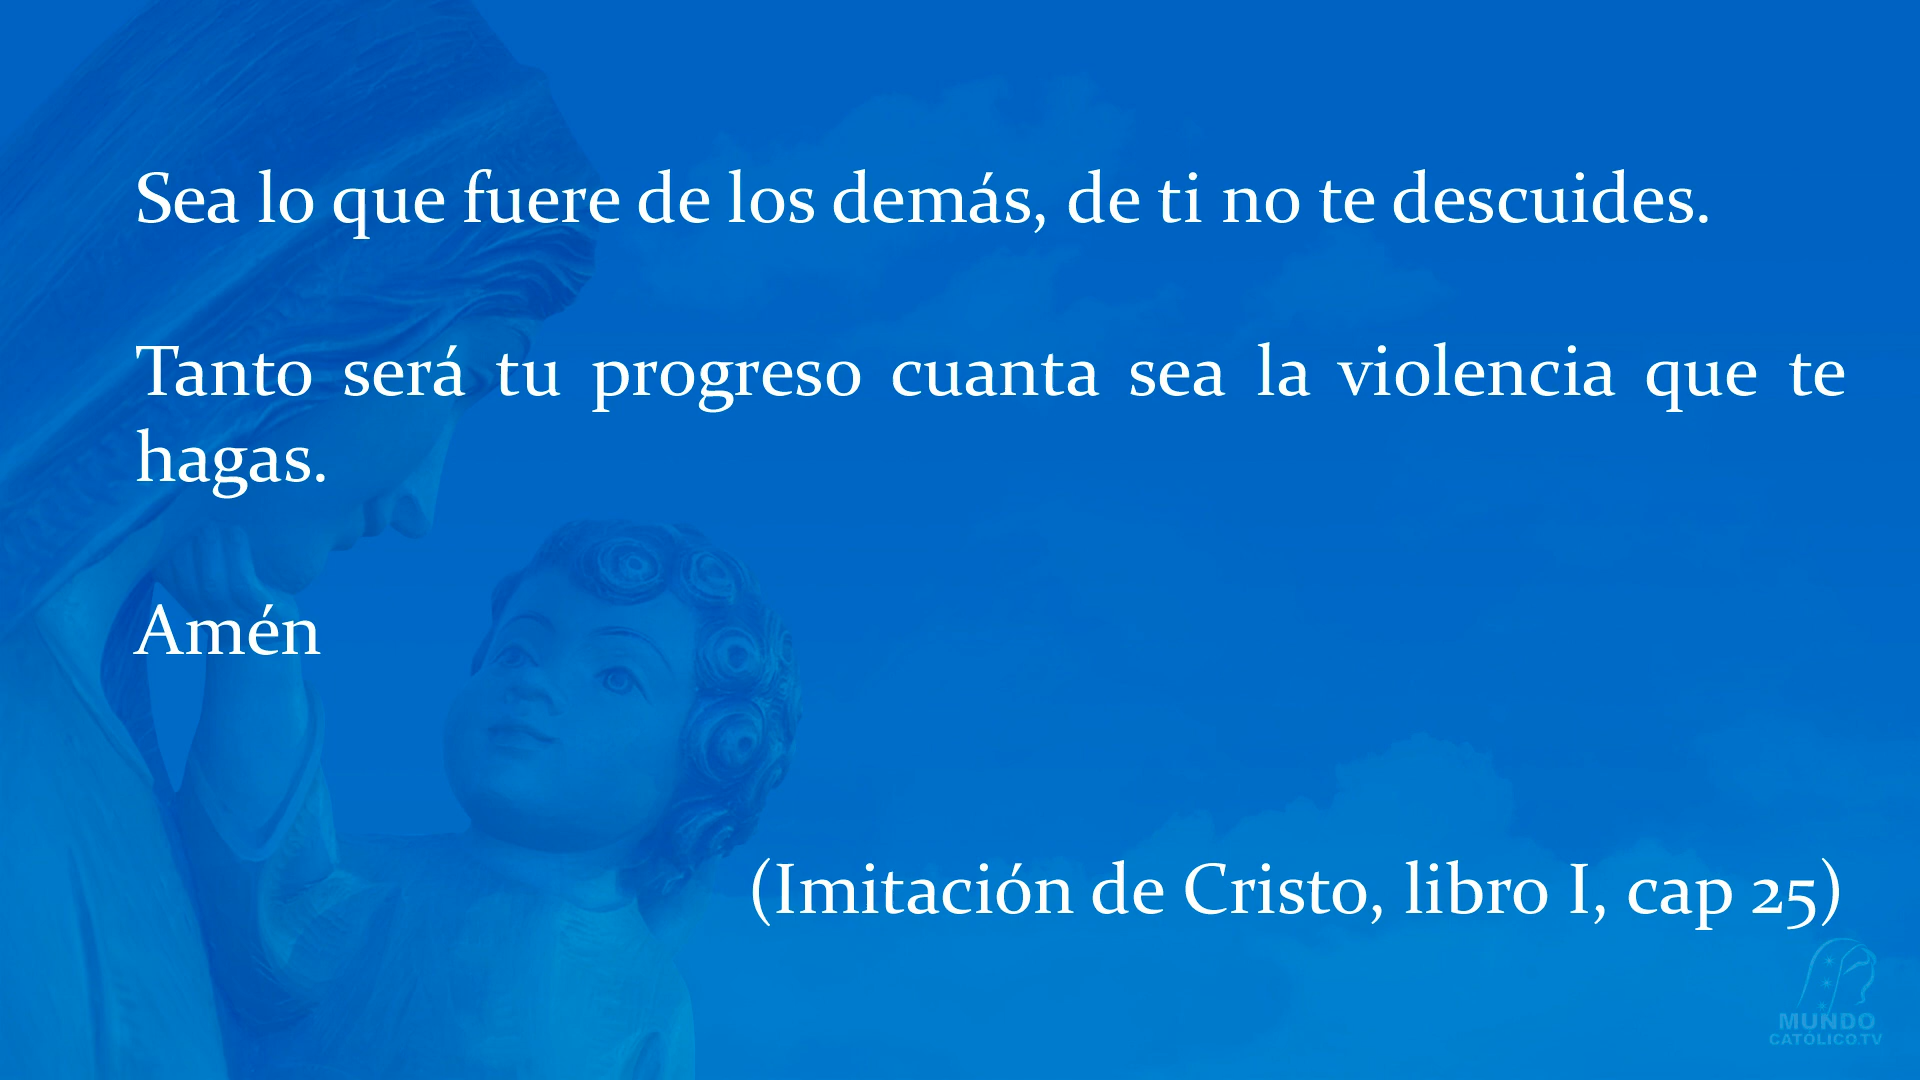 Sea lo que fuere de los demás, de ti no te descuides.
Tanto será tu progreso cuanta sea la violencia que te
hagas.
Amén
(Imitación de Cristo, libro I, cap 25)
MUNDO
CATOLICO.TV